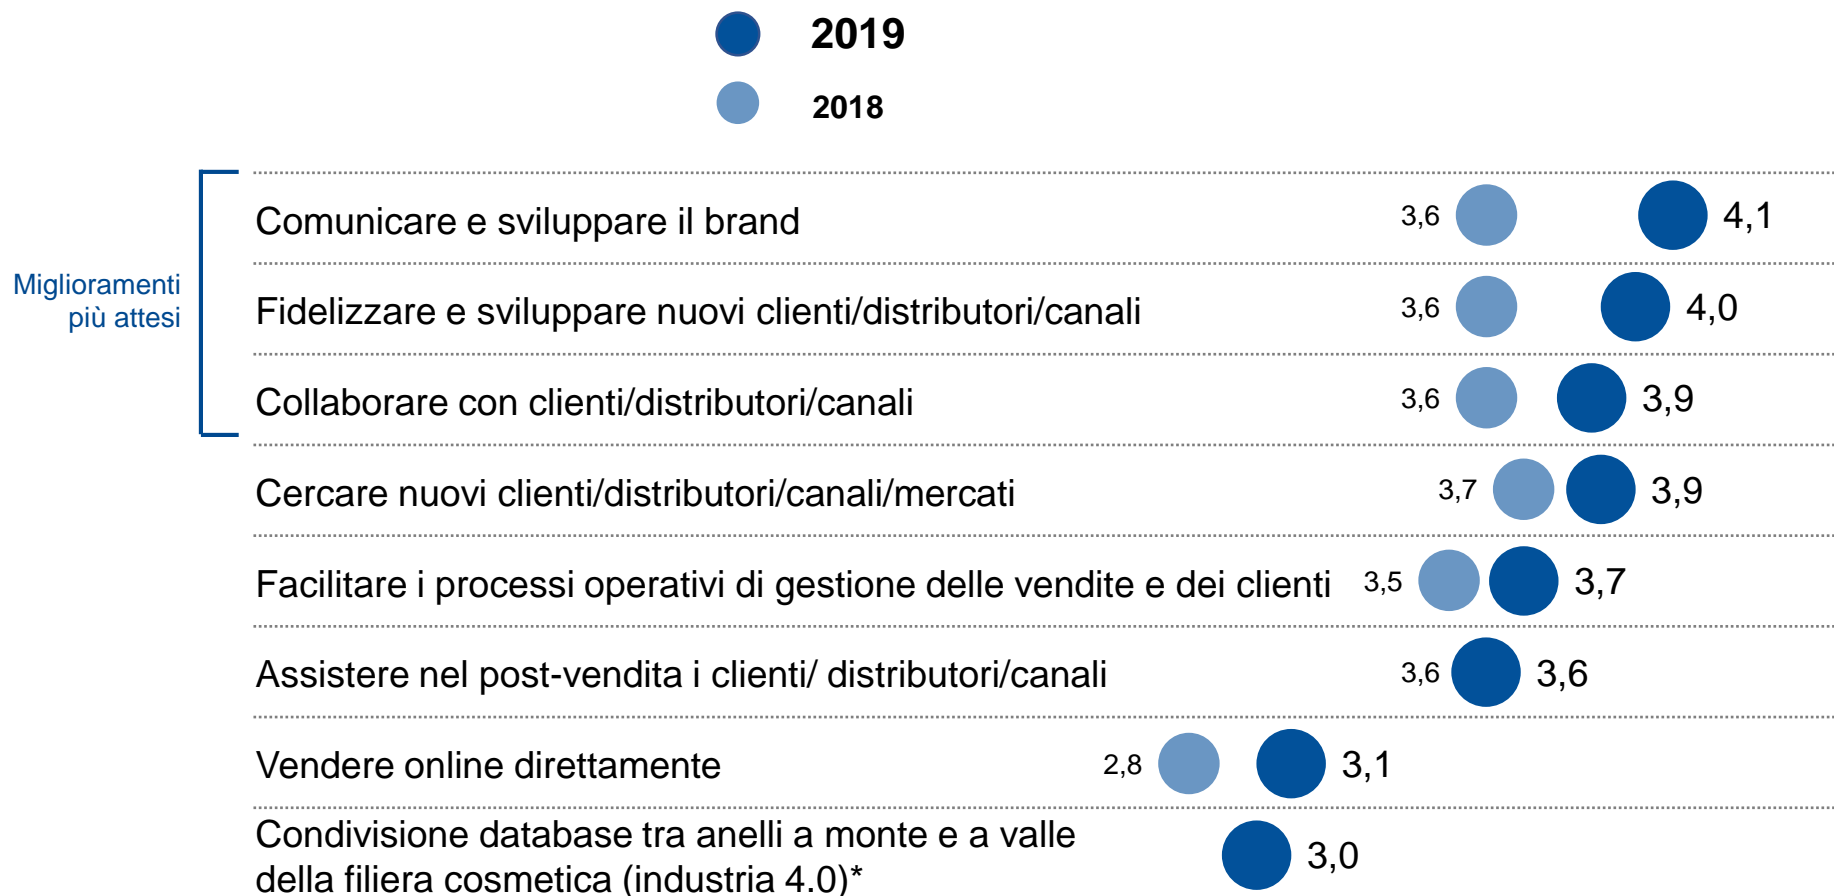 2019
2018
Miglioramenti
più attesi
Comunicare e sviluppare il brand 3,6 4,1
Fidelizzare e sviluppare nuovi clienti/distributori/canali 3,6 4,0
Collaborare con clienti/distributori/canali 3,6 3,9
Cercare nuovi clienti/distributori/canali/mercati 3,7 3,9
Facilitare i processi operativi di gestione delle vendite e dei clienti 3,5 3,7
Assistere nel post-vendita i clienti/ distributori/canali 3,6 3,6
Vendere online direttamente 2,8 3,1
Condivisione database tra anelli a monte e a valle
della filiera cosmetica (industria 4.0)* 3,0